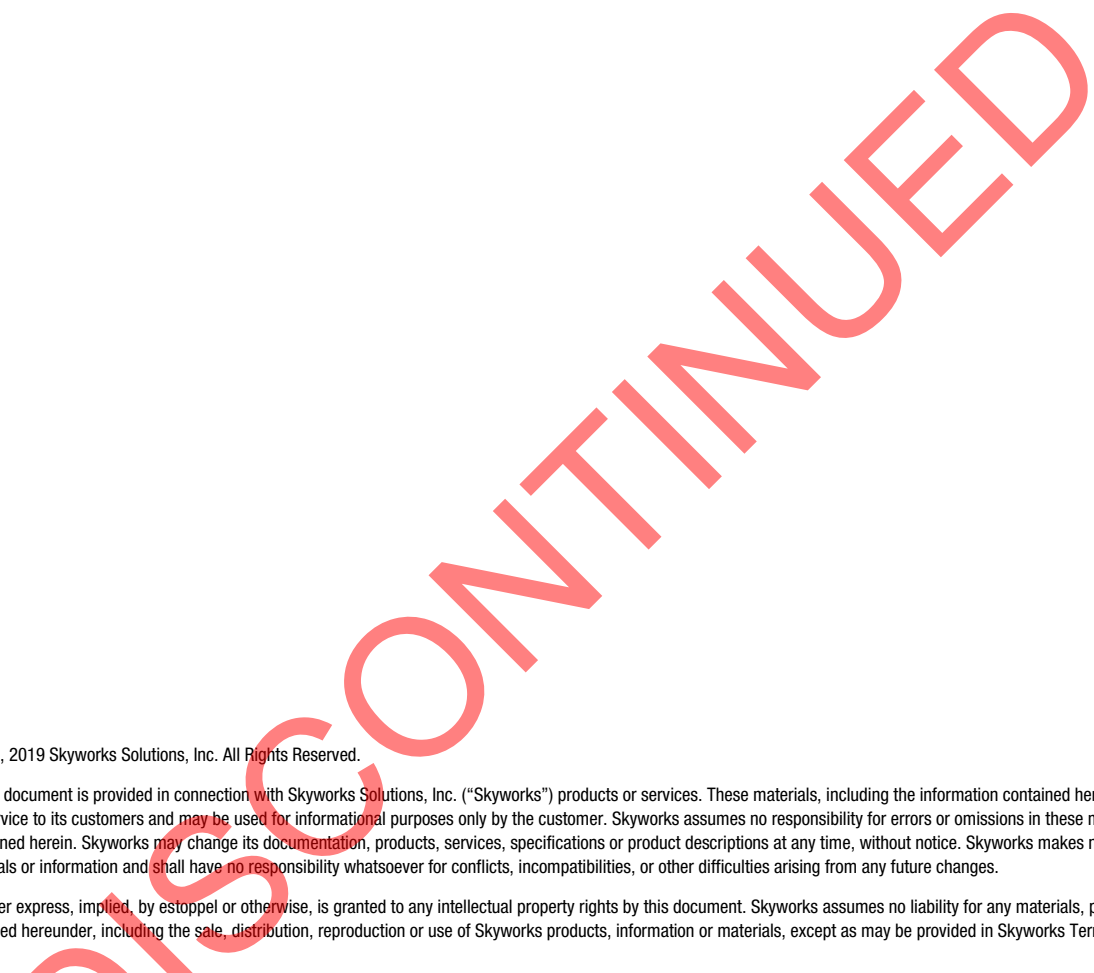 DISCONTINUED
, 2019 Skyworks Solutions, Inc. All Rights Reserved.
document is provided in connection with Skyworks Solutions, Inc. (“Skyworks”) products or services. These materials, including the information contained her
vice to its customers and may be used for informational purposes only by the customer. Skyworks assumes no responsibility for errors or omissions in these m
ned herein. Skyworks may change its documentation, products, services, specifications or product descriptions at any time, without notice. Skyworks makes n
als or information and shall have no responsibility whatsoever for conflicts, incompatibilities, or other difficulties arising from any future changes.
er express, implied, by estoppel or otherwise, is granted to any intellectual property rights by this document. Skyworks assumes no liability for any materials, p
ed hereunder, including the sale, distribution, reproduction or use of Skyworks products, information or materials, except as may be provided in Skyworks Ter